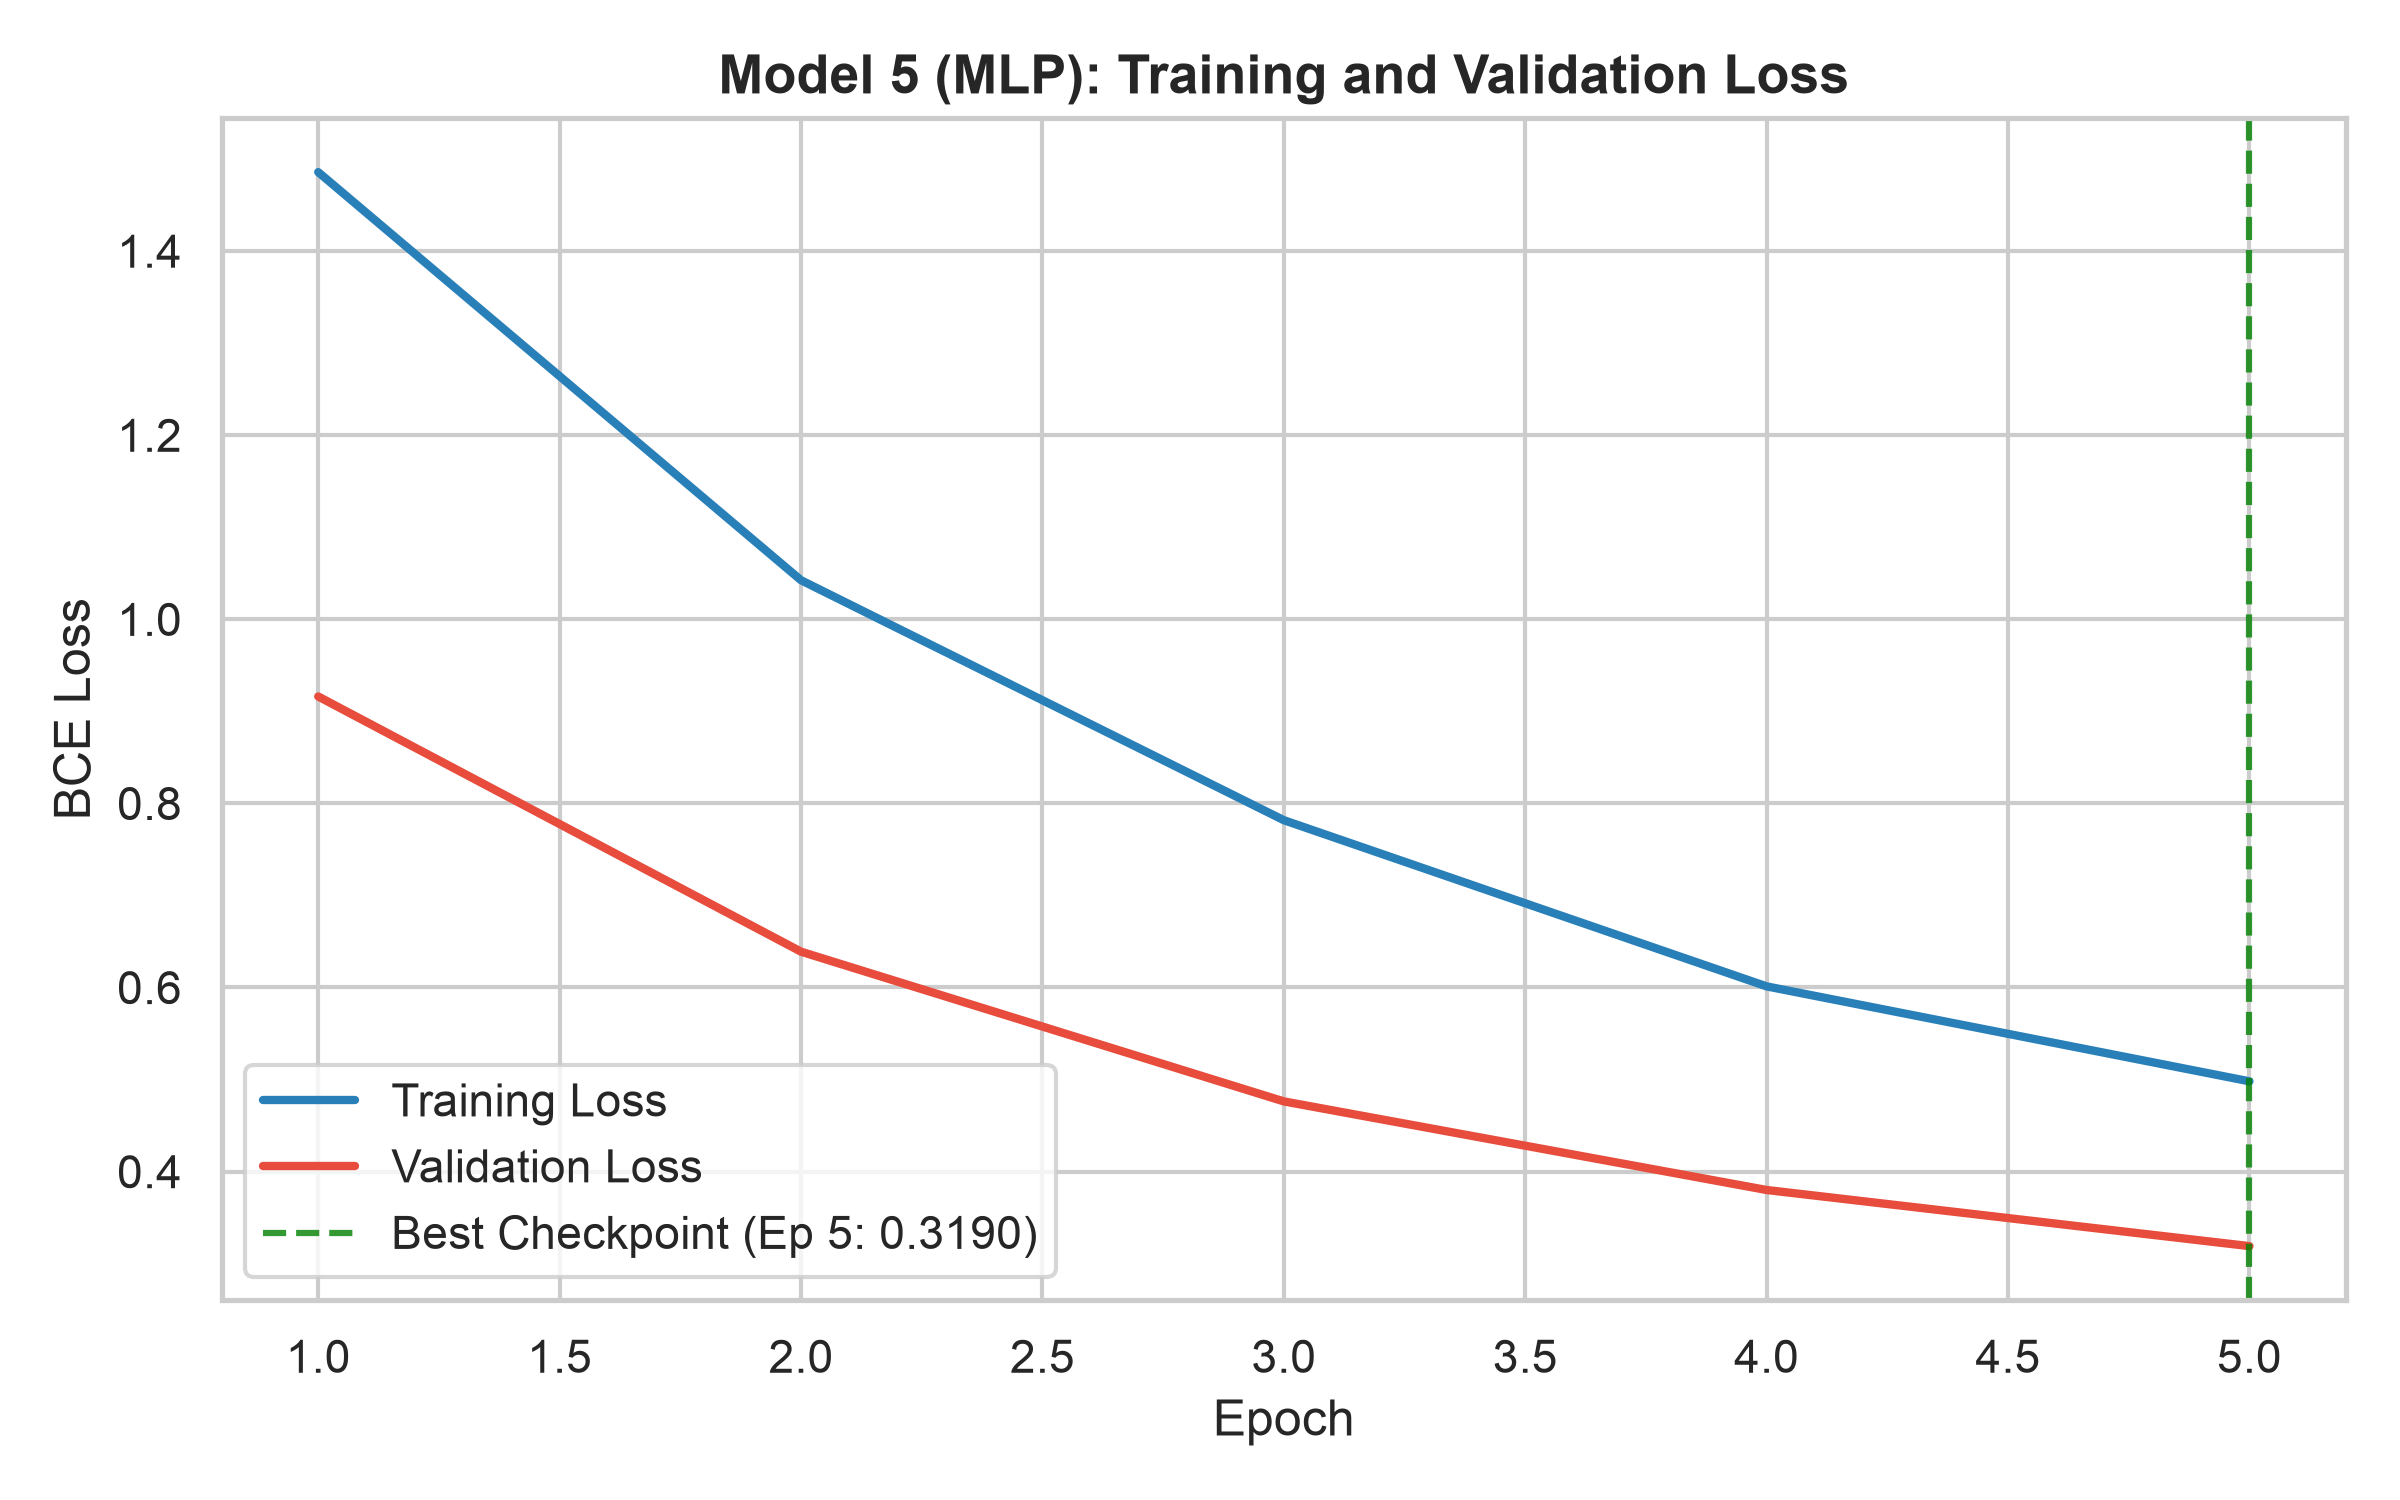 Model 5 (MLP): Training and Validation Loss
BCE Loss
1.4
1.2
1.0
0.8
0.6
0.4
Training Loss
Validation Loss
Best Checkpoint (Ep 5: 0.3190)
1.0 1.5 2.0 2.5 3.0 3.5 4.0 4.5 5.0
Epoch